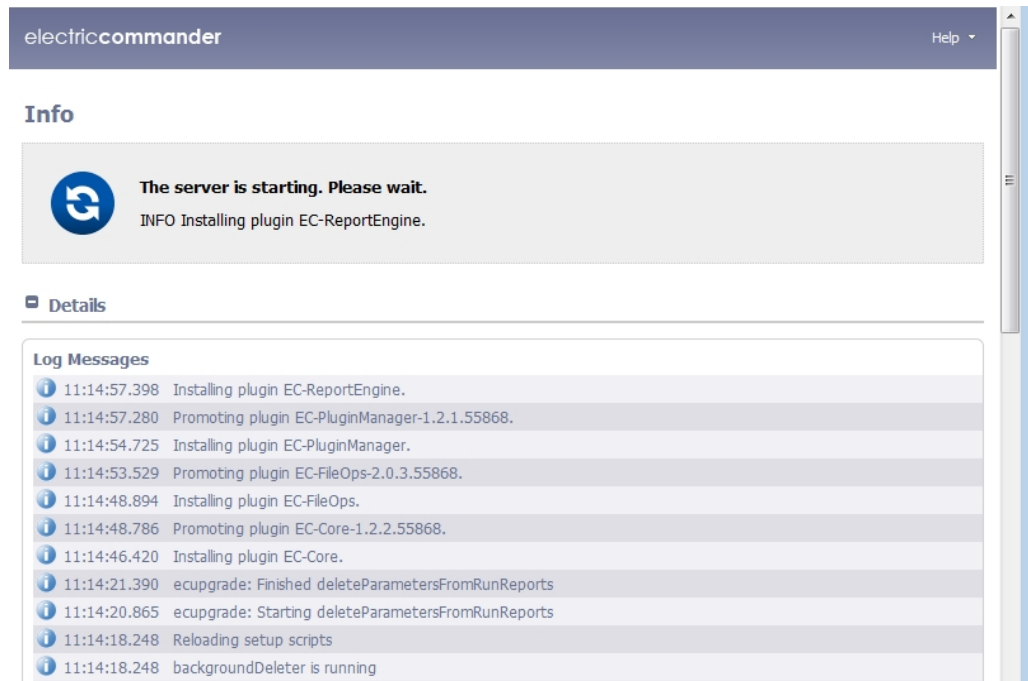 electriccommander
Help
Info
The server is starting. Please wait.
INFO Installing plugin EC-ReportEngine.
Details
Log Messages
11:14:57.398 Installing plugin EC-ReportEngine.
11:14:57.280 Promoting plugin EC-PluginManager-1.2.1.55868.
11:14:54.725 Installing plugin EC-PluginManager.
11:14:53.529 Promoting plugin EC-FileOps-2.0.3.55868.
11:14:48.894 Installing plugin EC-FileOps.
11:14:48.786 Promoting plugin EC-Core-1.2.2.55868.
11:14:46.420 Installing plugin EC-Core.
11:14:21.390 ecupgrade: Finished deleteParametersFromRunReports
11:14:20.865 ecupgrade: Starting deleteParametersFromRunReports
11:14:18.248 Reloading setup scripts
11:14:18.248 backgroundDeleter is running